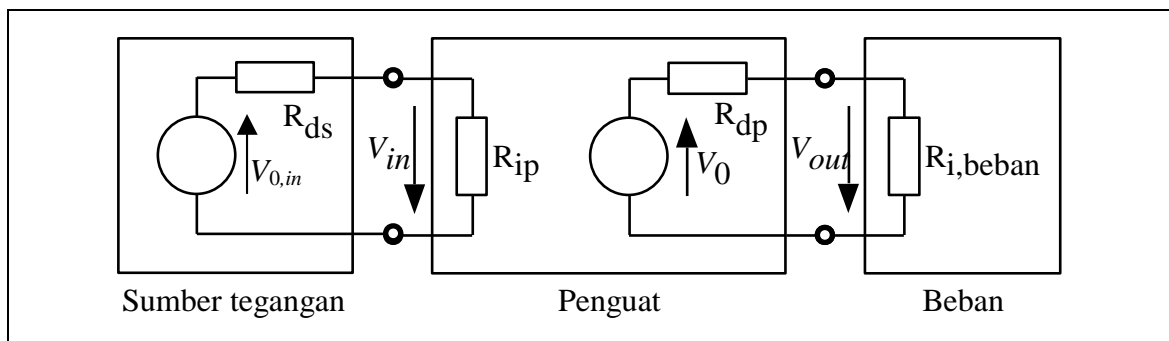 R_ds
V_0,in
V_in
R_ip
V_0
R_dp
V_out
R_i,beban
Sumber tegangan
Penguat
Beban